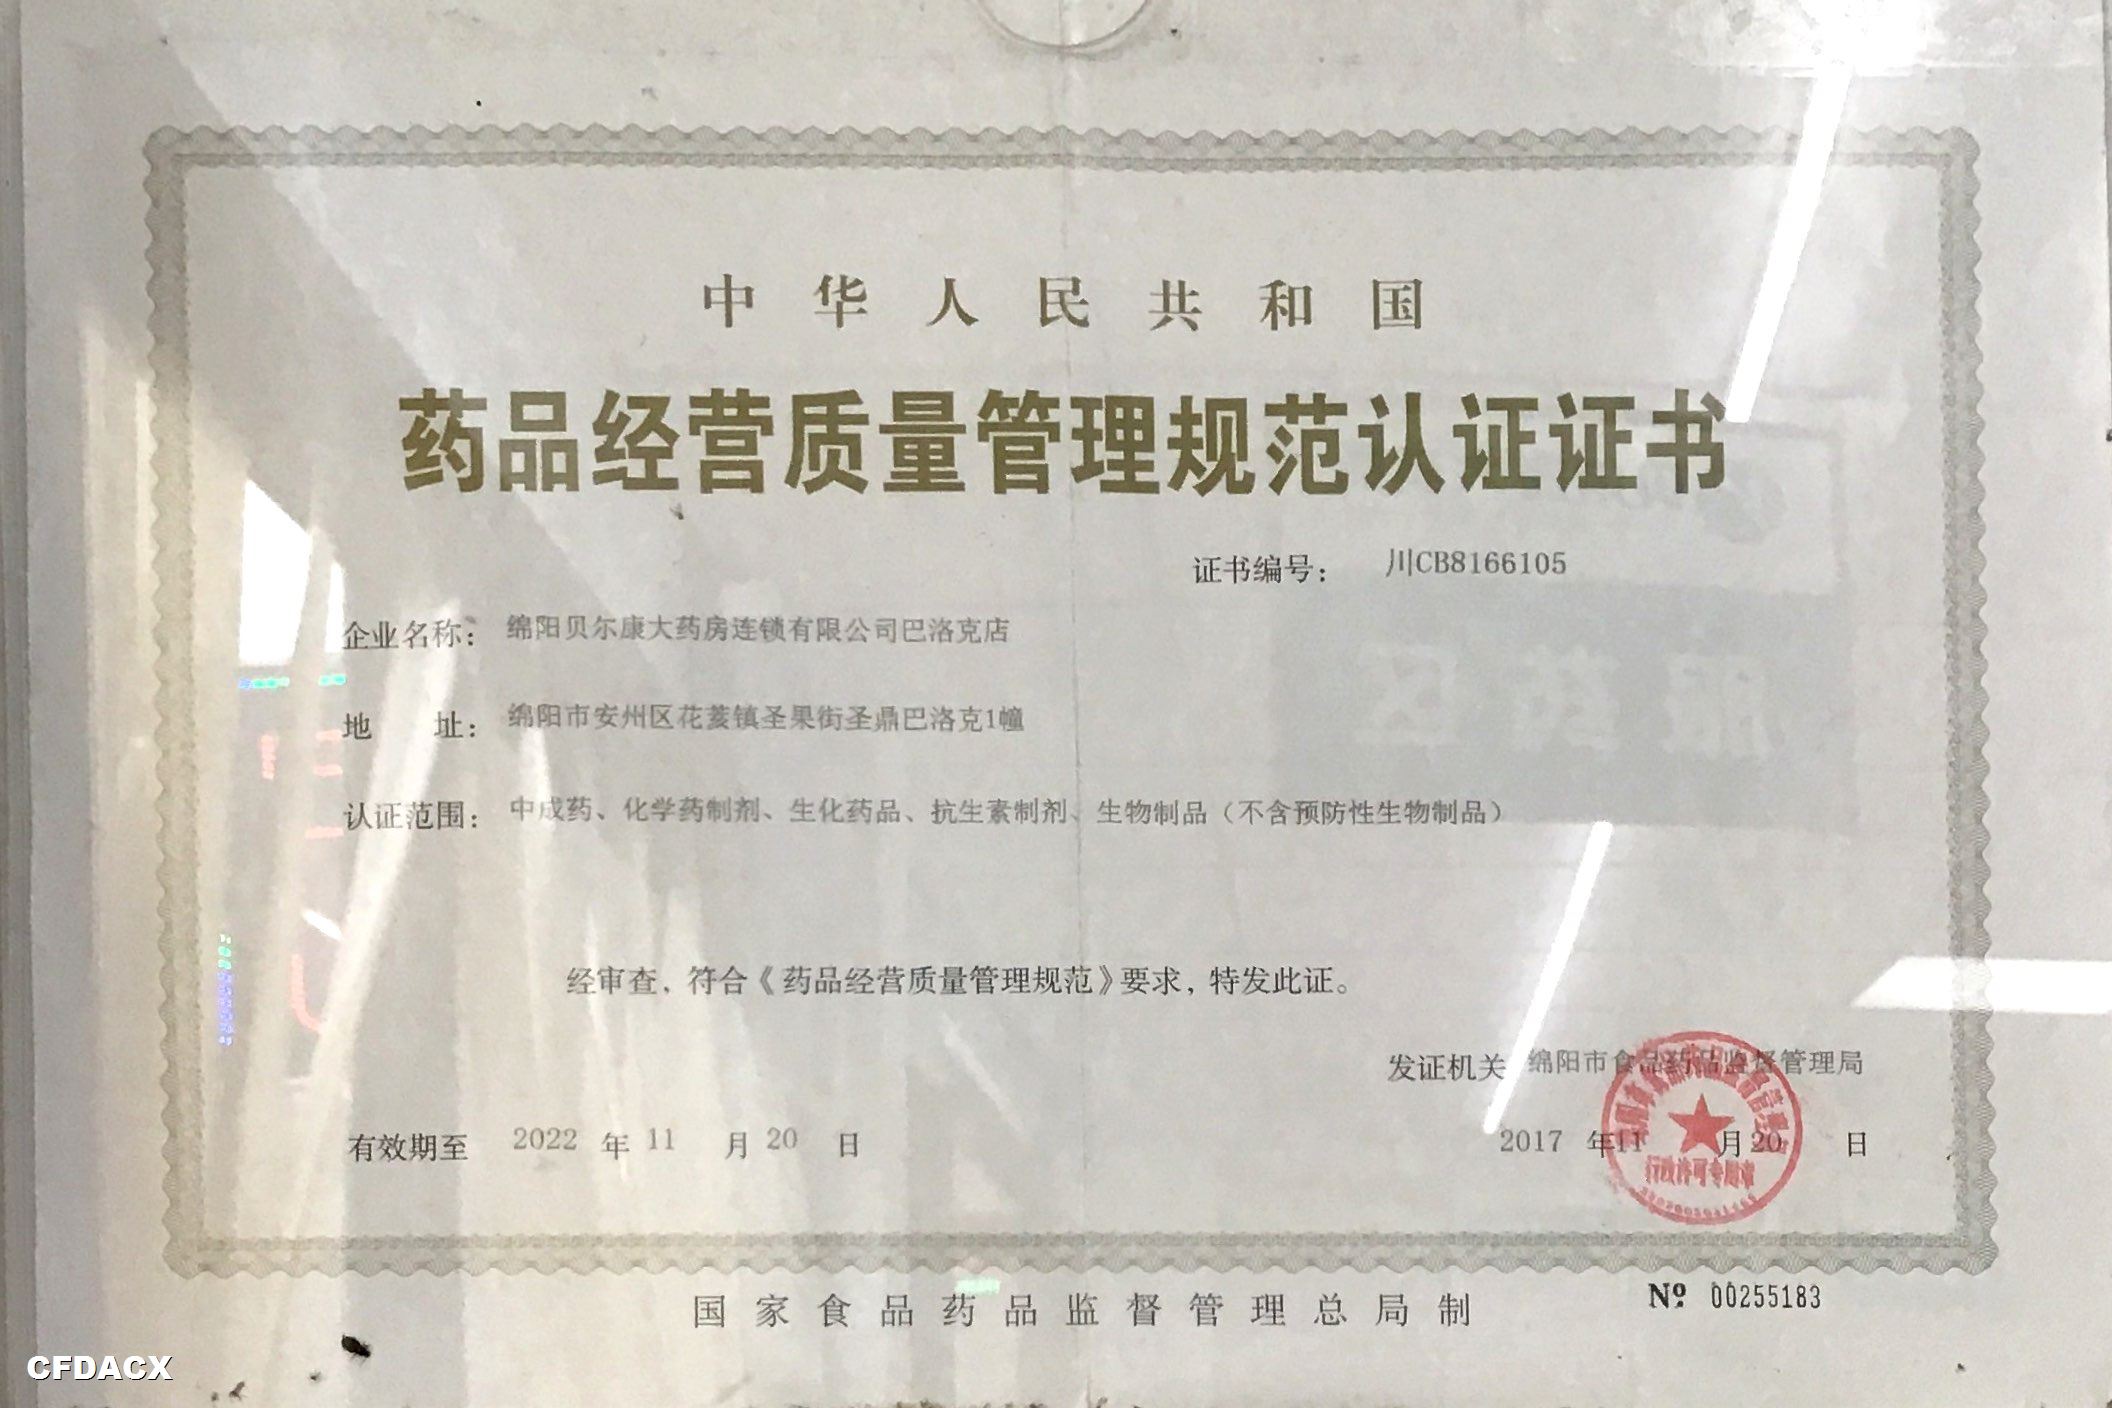 中华人民共和国
药品经营质量管理规范认证证书
证书编号： 川CB8166105
企业名称： 绵阳贝尔康大药房连锁有限公司巴洛克店
地 址： 绵阳市安州区花荄镇圣果街圣鼎巴洛克1幢
认证范围： 中成药、化学药制剂、生化药品、抗生素制剂、生物制品（不含预防性生物制品）
经审查，符合《药品经营质量管理规范》要求，特发此证。
发证机关 绵阳市食品药品监督管理局
有效期至 2022 年 11 月 20 日
2017 年 11 月 20 日
行政许可专用章
国家食品药品监督管理总局制
№ 00255183
CFDACX